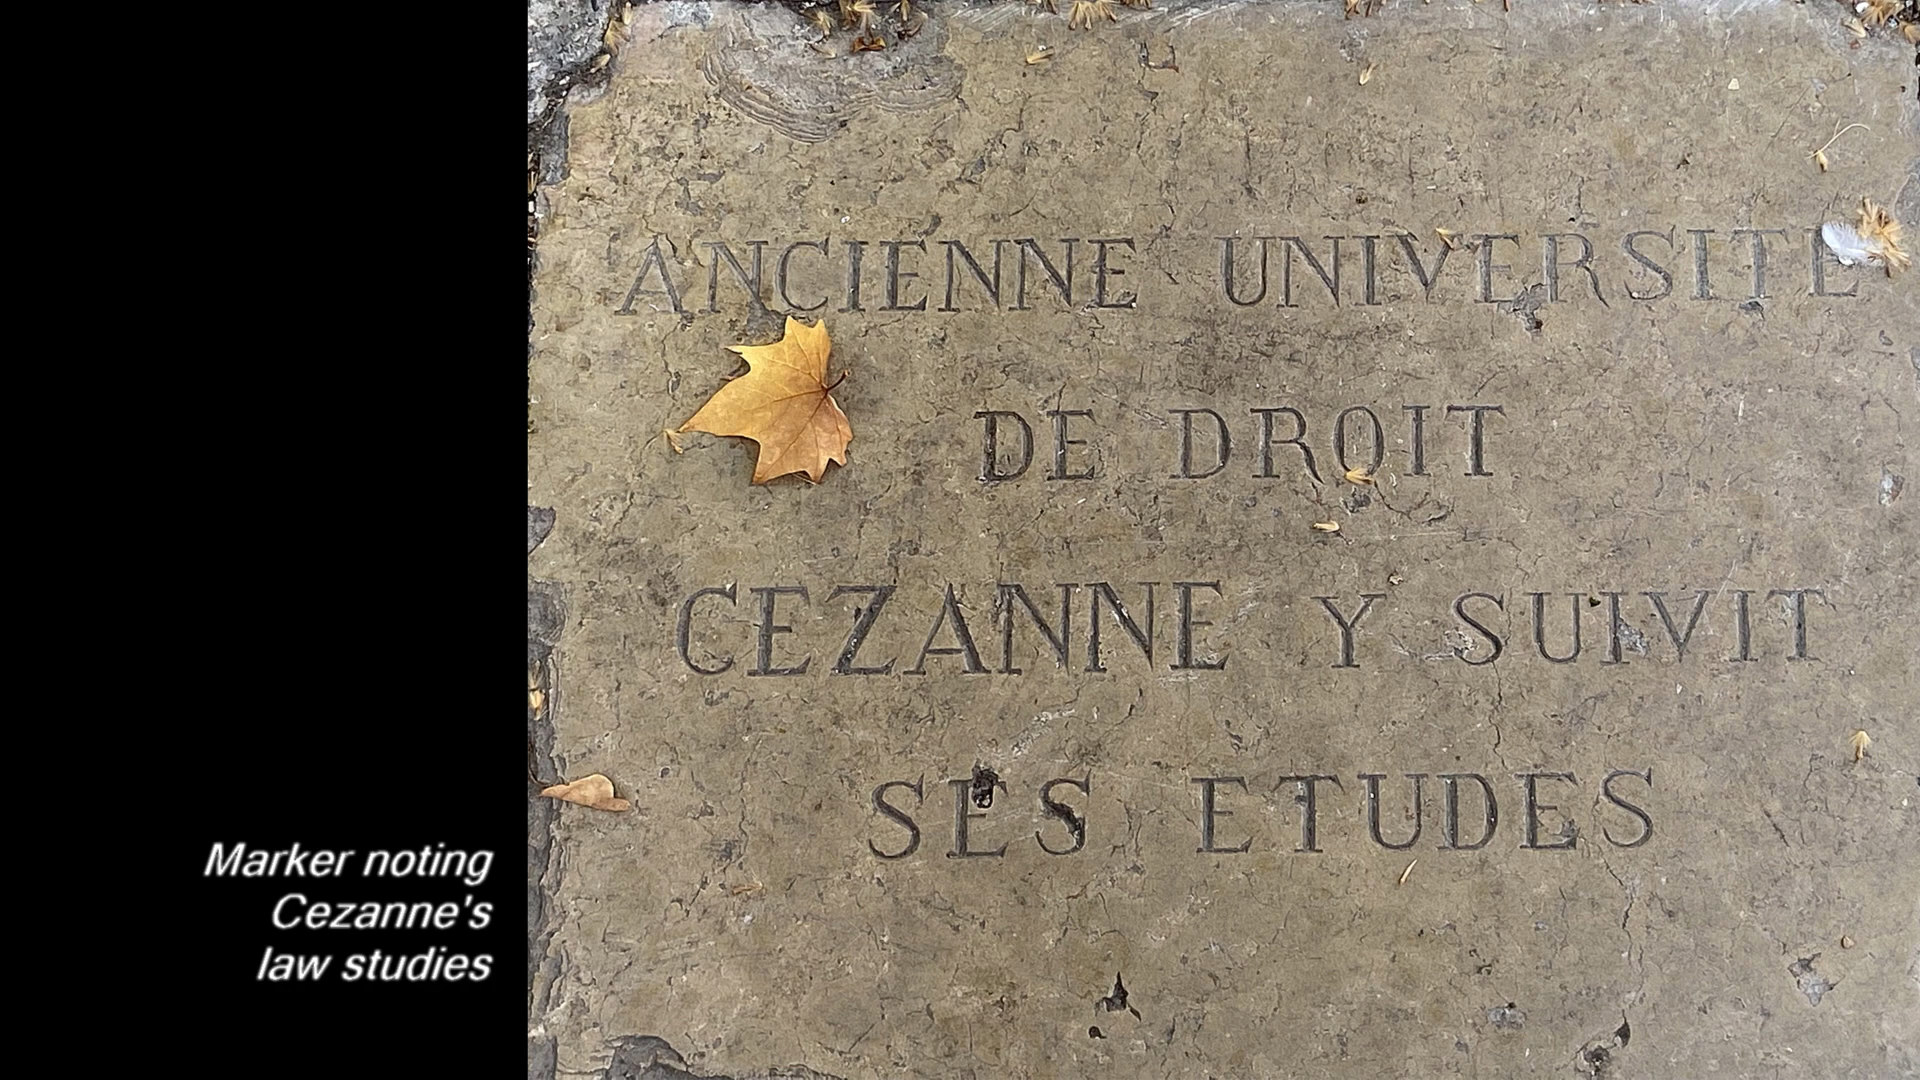 ANCIENNE UNIVERSITE
DE DROIT
CEZANNE Y SUIVIT
SES ETUDES
Marker noting
Cezanne's
law studies